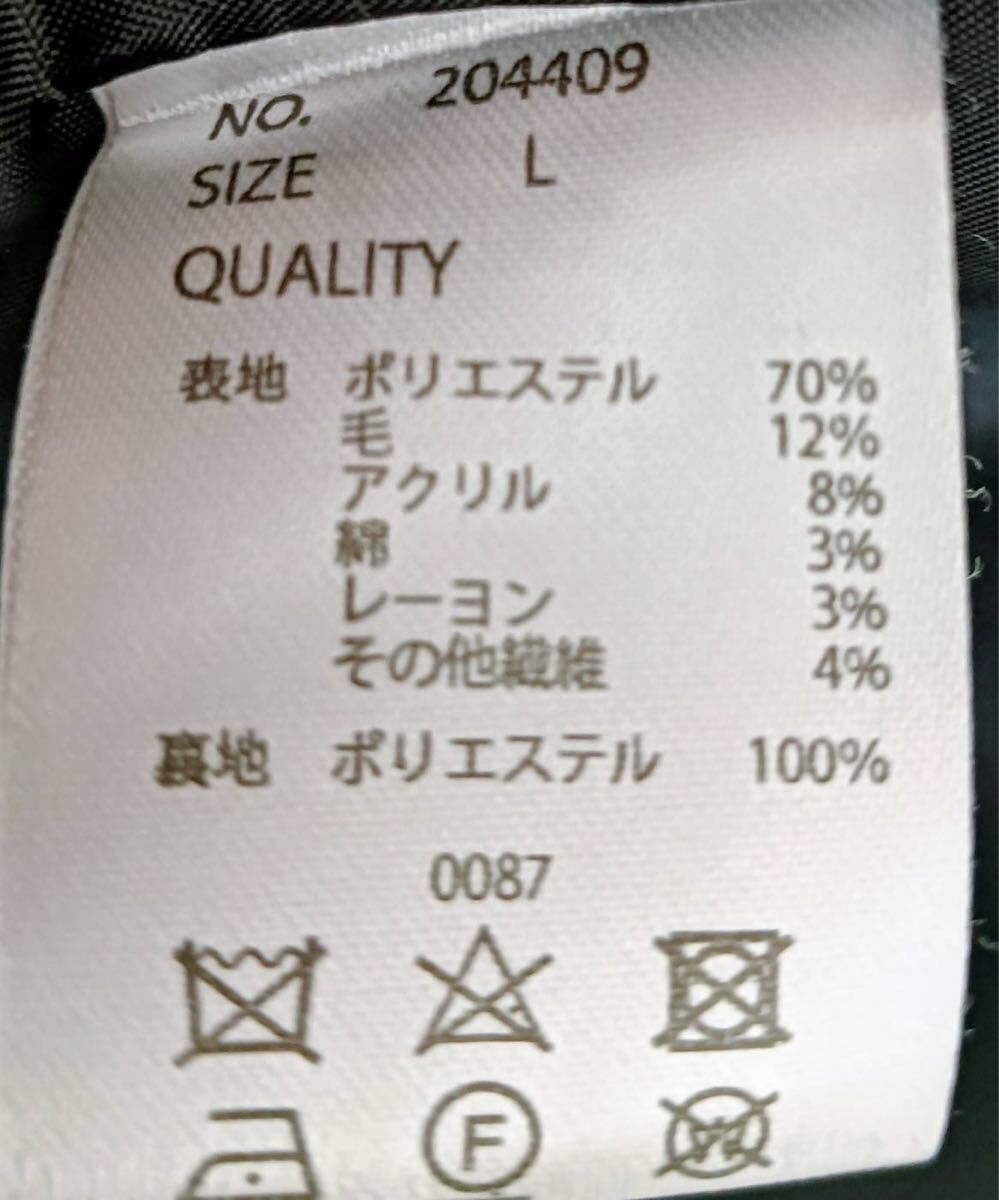 NO. 204409
SIZE L
QUALITY
表地 ポリエステル 70%
毛 12%
アクリル 8%
綿 3%
レーヨン 3%
その他繊維 4%
裏地 ポリエステル 100%
0087
F